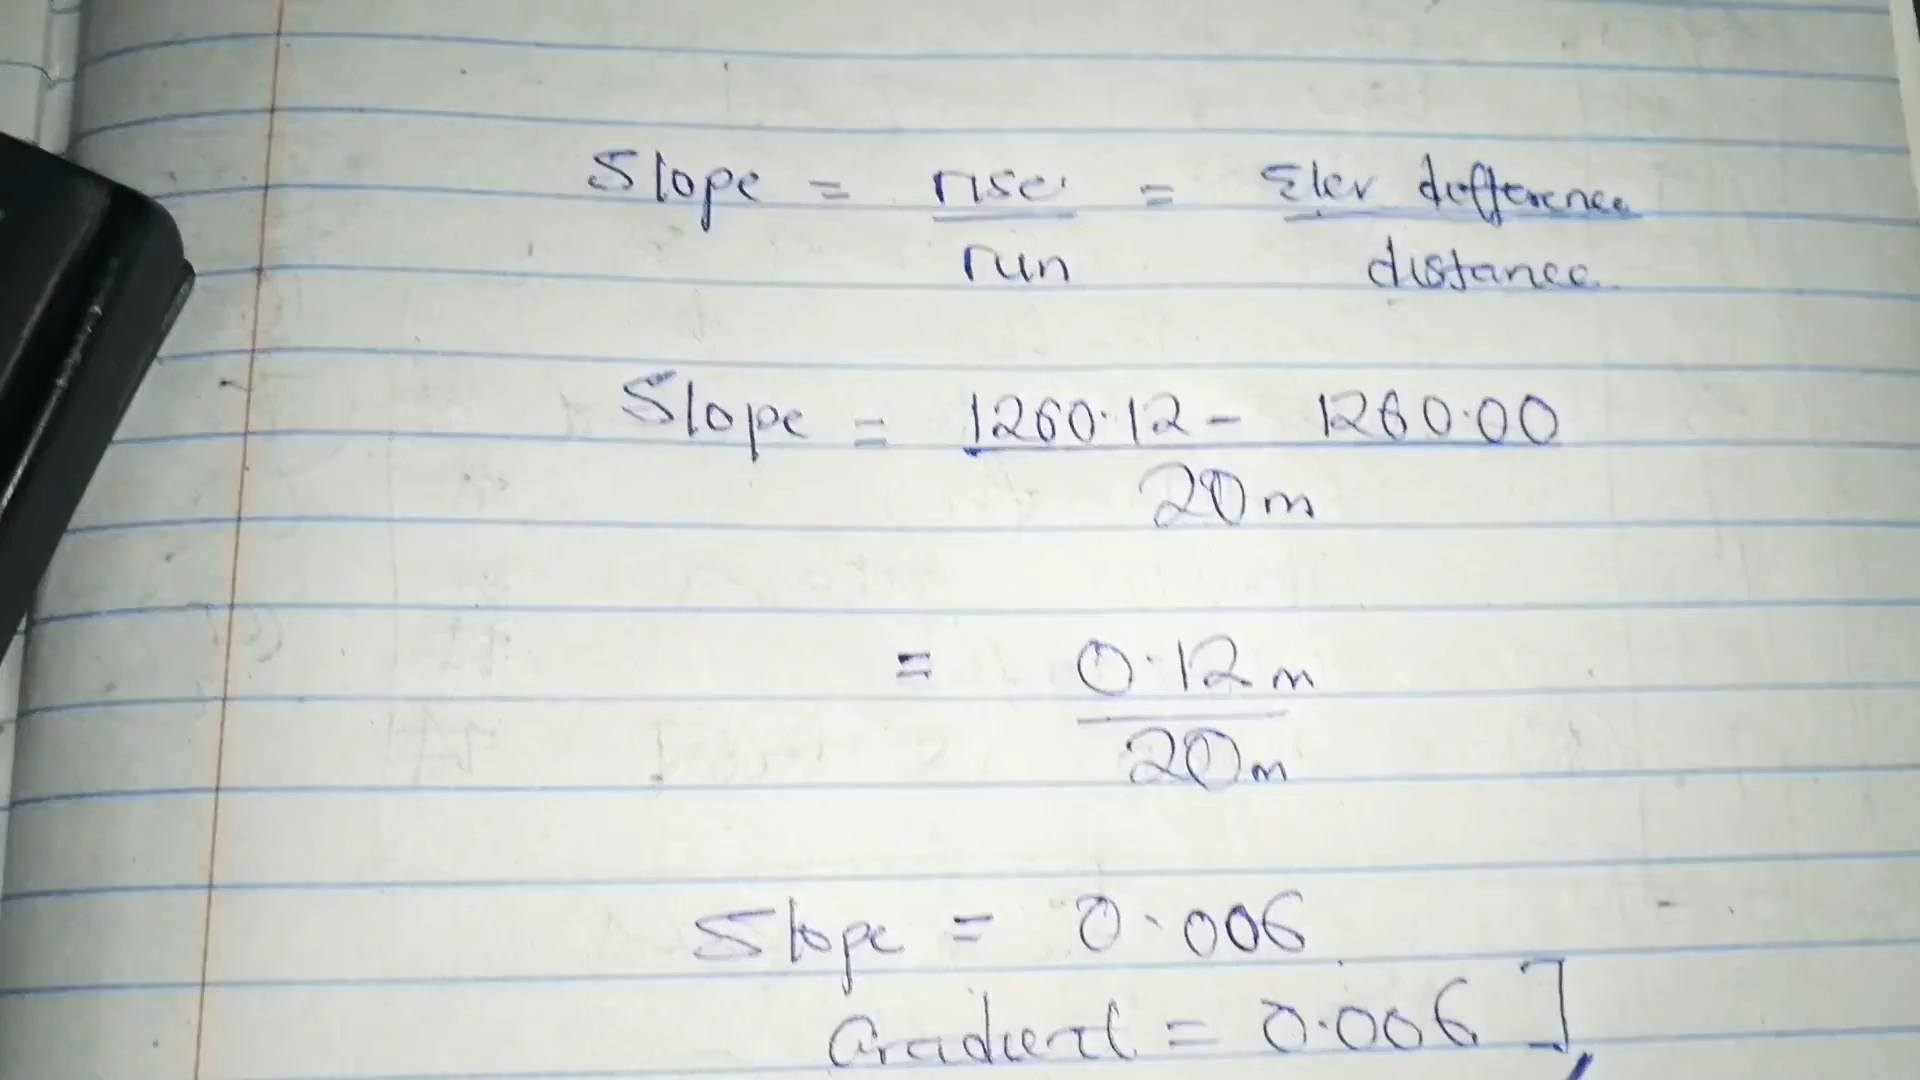 Slope = rise = Elev difference
run distance
Slope = 1260.12 - 1260.00
20m
= 0.12m
20m
Slope = 0.006
Gradient = 0.006 ]